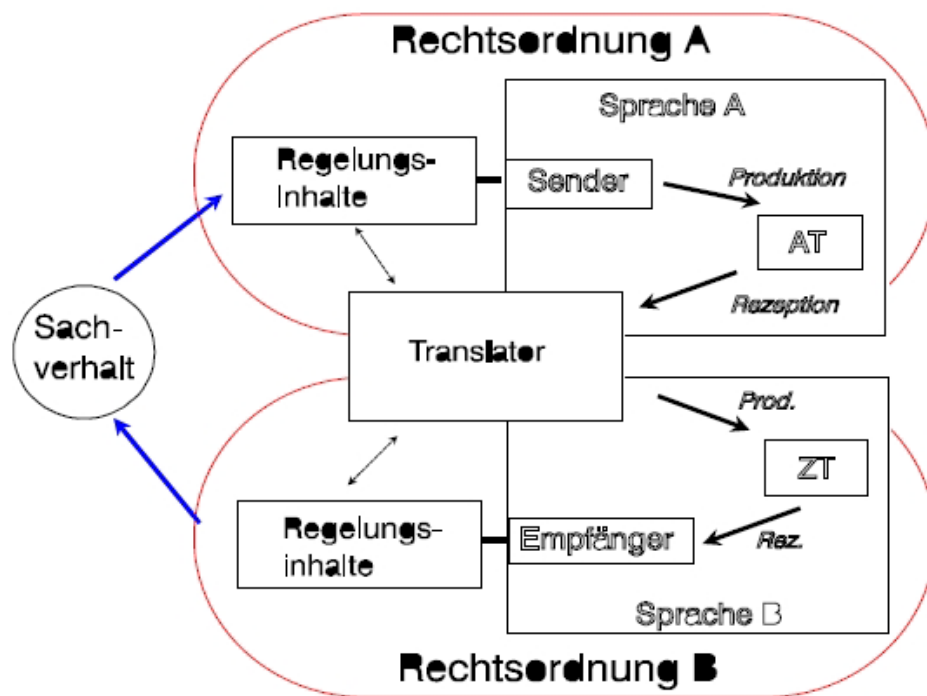 Rechtsordnung A
Sprache A
Regelungs-
Inhalte
Sender
Produktion
AT
Rezeption
Sach-
verhalt
Translator
Prod.
ZT
Regelungs-
inhalte
Empfänger
Rez.
Sprache B
Rechtsordnung B